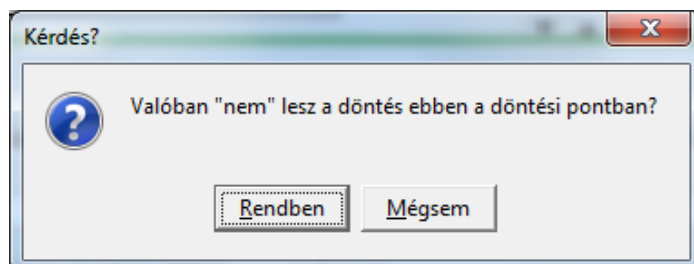 Kérdés?
Valóban "nem" lesz a döntés ebben a döntési pontban?
Rendben
Mégsem